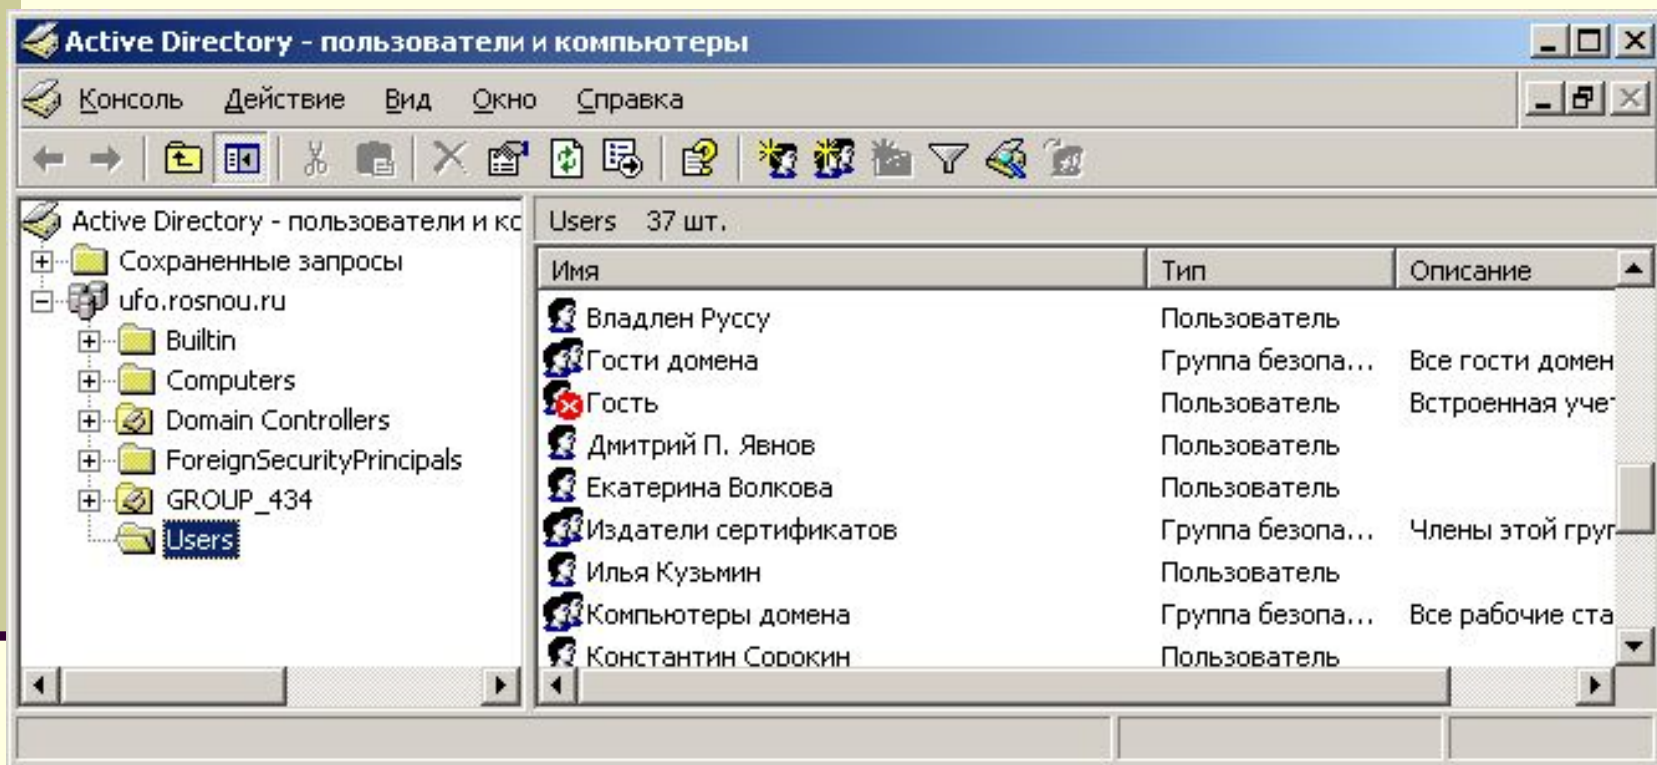 Active Directory - пользователи и компьютеры
Консоль Действие Вид Окно Справка
Active Directory - пользователи и кс
Сохраненные запросы
ufo.rosnou.ru
Builtin
Computers
Domain Controllers
ForeignSecurityPrincipals
GROUP_434
Users
Users 37 шт.
Имя Тип Описание
Владлен Руссу Пользователь
Гости домена Группа безопа... Все гости домен
Гость Пользователь Встроенная учет
Дмитрий П. Явнов Пользователь
Екатерина Волкова Пользователь
Издатели сертификатов Группа безопа... Члены этой груп
Илья Кузьмин Пользователь
Компьютеры домена Группа безопа... Все рабочие ста
Константин Сорокин Пользователь